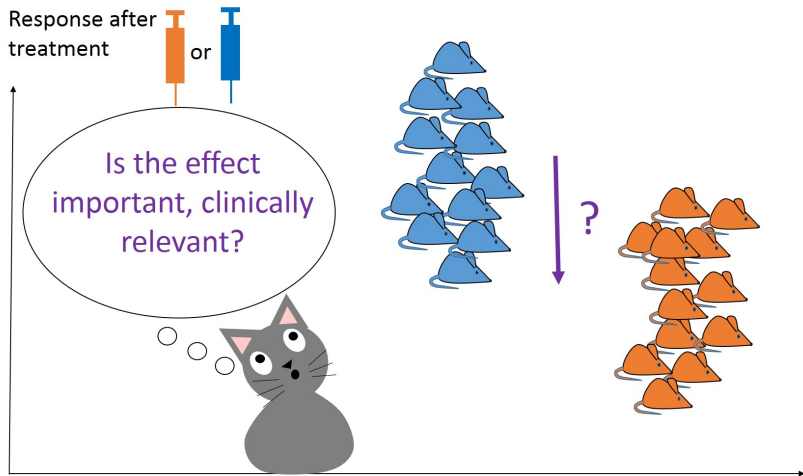 Response after
treatment
or
Is the effect
important, clinically
relevant?
?